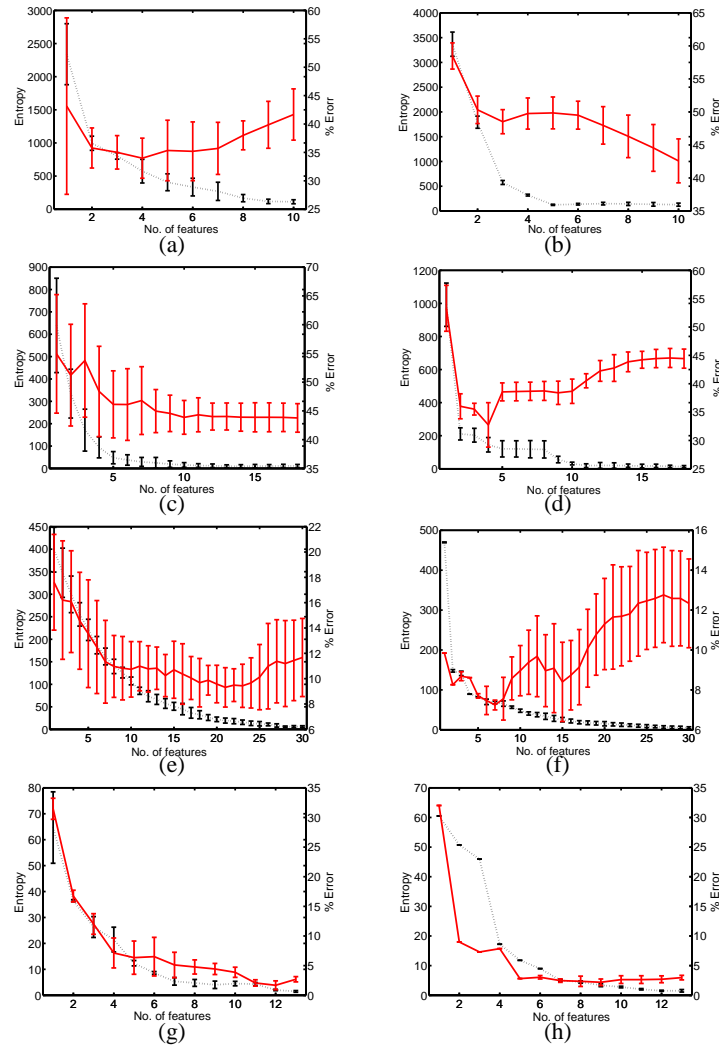 3000 2500 2000 1500 1000 500 0
Entropy
60 55 50 45 40 35 30 25
% Error
2 4 6 8 10
No. of features
(a)
4000 3500 3000 2500 2000 1500 1000 500 0
Entropy
65 60 55 50 45 40 35
% Error
2 4 6 8 10
No. of features
(b)
900 800 700 600 500 400 300 200 100 0
Entropy
70 65 60 55 50 45 40 35
% Error
5 10 15
No. of features
(c)
1200 1000 800 600 400 200 0
Entropy
60 55 50 45 40 35 30 25
% Error
5 10 15
No. of features
(d)
450 400 350 300 250 200 150 100 50 0
Entropy
22 20 18 16 14 12 10 8 6
% Error
5 10 15 20 25 30
No. of features
(e)
500 400 300 200 100 0
Entropy
16 14 12 10 8 6
% Error
5 10 15 20 25 30
No. of features
(f)
80 70 60 50 40 30 20 10 0
Entropy
35 30 25 20 15 10 5 0
% Error
2 4 6 8 10 12
No. of features
(g)
70 60 50 40 30 20 10 0
Entropy
35 30 25 20 15 10 5 0
% Error
2 4 6 8 10 12
No. of features
(h)